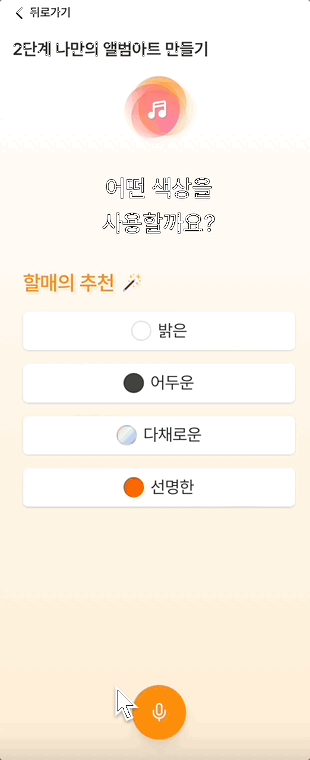 뒤로가기
2단계 나만의 앨범아트 만들기
어떤 색상을
사용할까요?
할매의 추천
밝은
어두운
다채로운
선명한